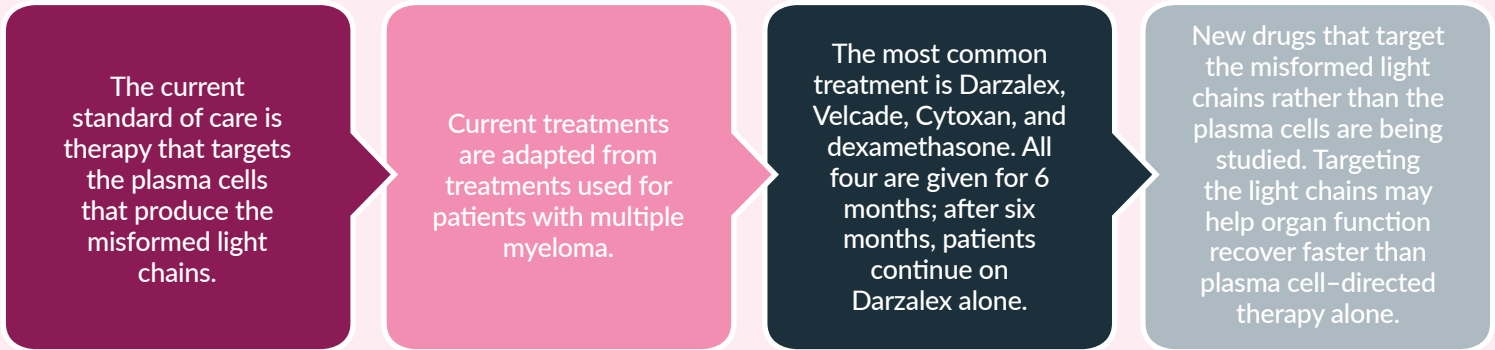 The current
standard of care is
therapy that targets
the plasma cells
that produce the
misformed light
chains.
Current treatments
are adapted from
treatments used for
patients with multiple
myeloma.
The most common
treatment is Darzalex,
Velcade, Cytoxan, and
dexamethasone. All
four are given for 6
months; after six
months, patients
continue on
Darzalex alone.
New drugs that target
the misformed light
chains rather than the
plasma cells are being
studied. Targeting
the light chains may
help organ function
recover faster than
plasma cell–directed
therapy alone.